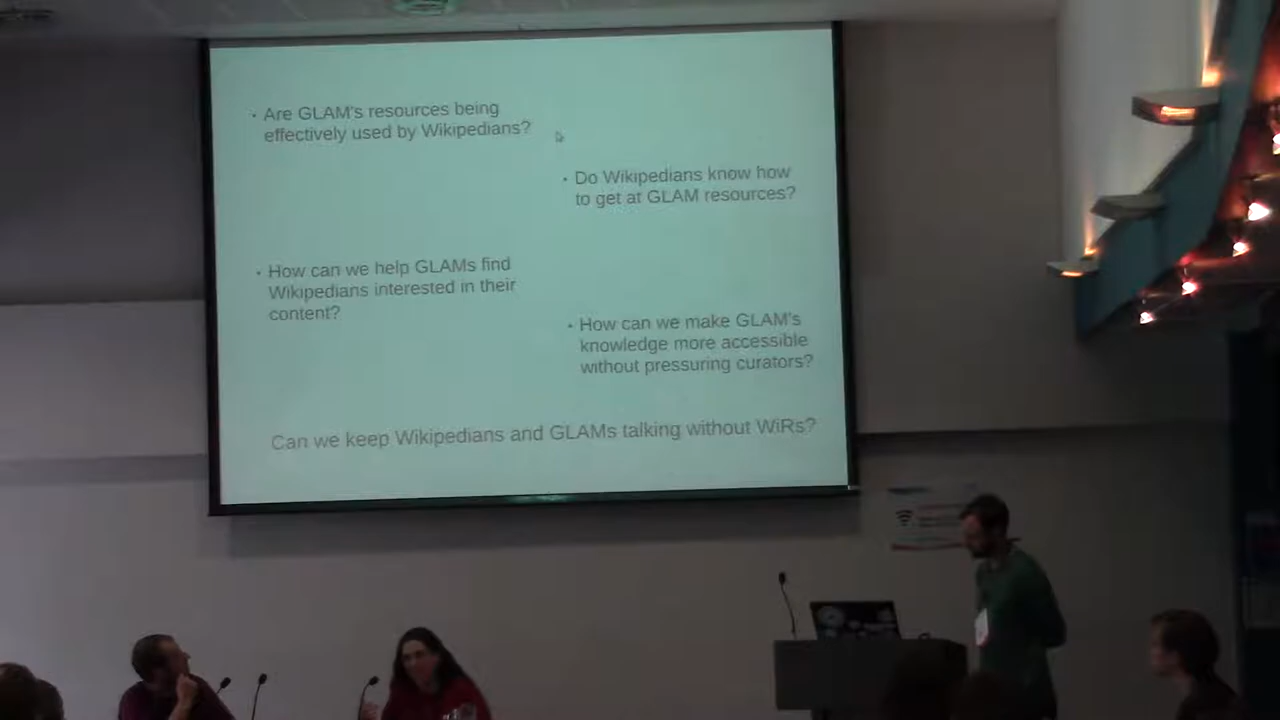 Are GLAM's resources being
effectively used by Wikipedians?
Do Wikipedians know how
to get at GLAM resources?
How can we help GLAMs find
Wikipedians interested in their
content?
How can we make GLAM's
knowledge more accessible
without pressuring curators?
Can we keep Wikipedians and GLAMs talking without WiRs?